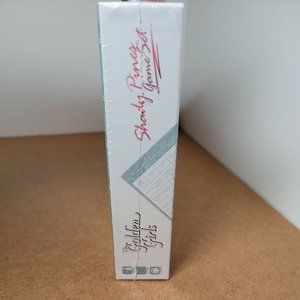 Shady Pines
Game Set
The
Golden
Girls